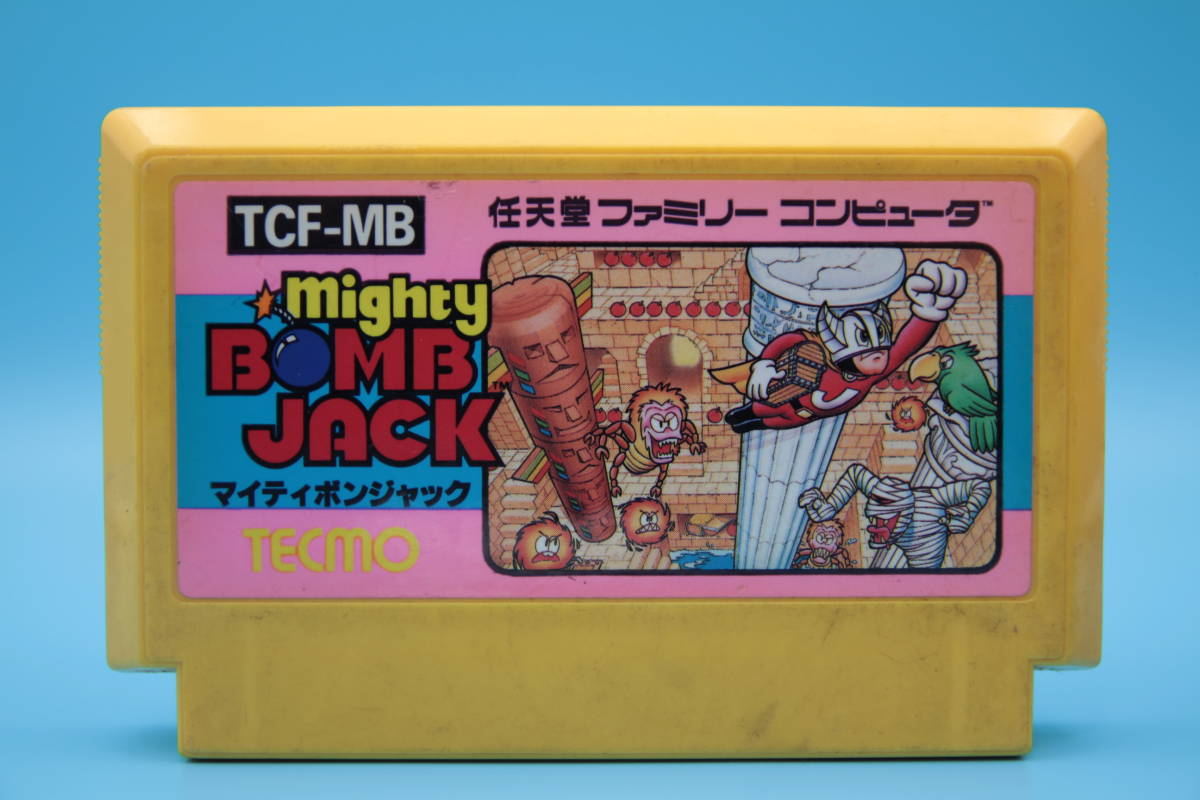 TCF-MB
任天堂 ファミリー コンピュータ™
mighty
BOMB
JACK™
マイティボンジャック
TECMO